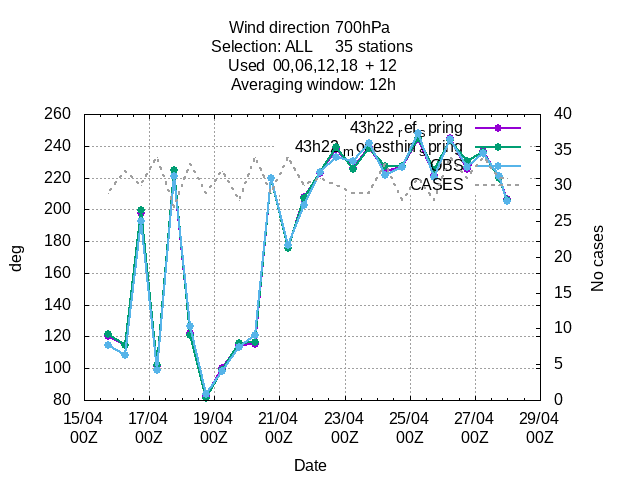 Wind direction 700hPa
Selection: ALL 35 stations
Used 00,06,12,18 + 12
Averaging window: 12h
43h22_ref_spring
43h22_moresthin_spring
OBS
CASES
deg
260
240
220
200
180
160
140
120
100
80
40
35
30
25
20
15
10
5
0
No cases
15/04 17/04 19/04 21/04 23/04 25/04 27/04 29/04
00Z 00Z 00Z 00Z 00Z 00Z 00Z 00Z
Date